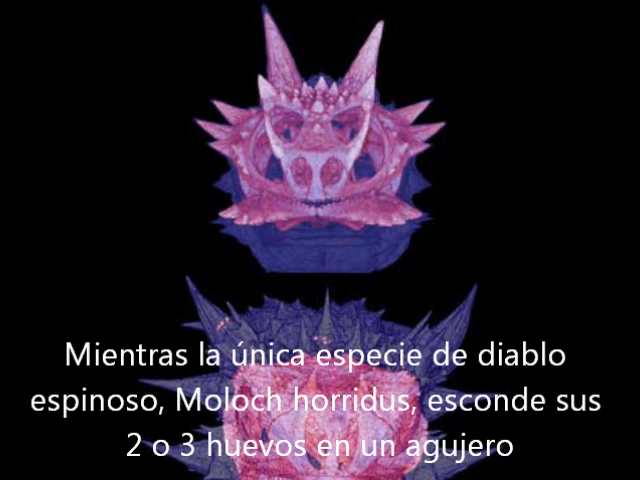 Mientras la única especie de diablo
espinoso, Moloch horridus, esconde sus
2 o 3 huevos en un agujero